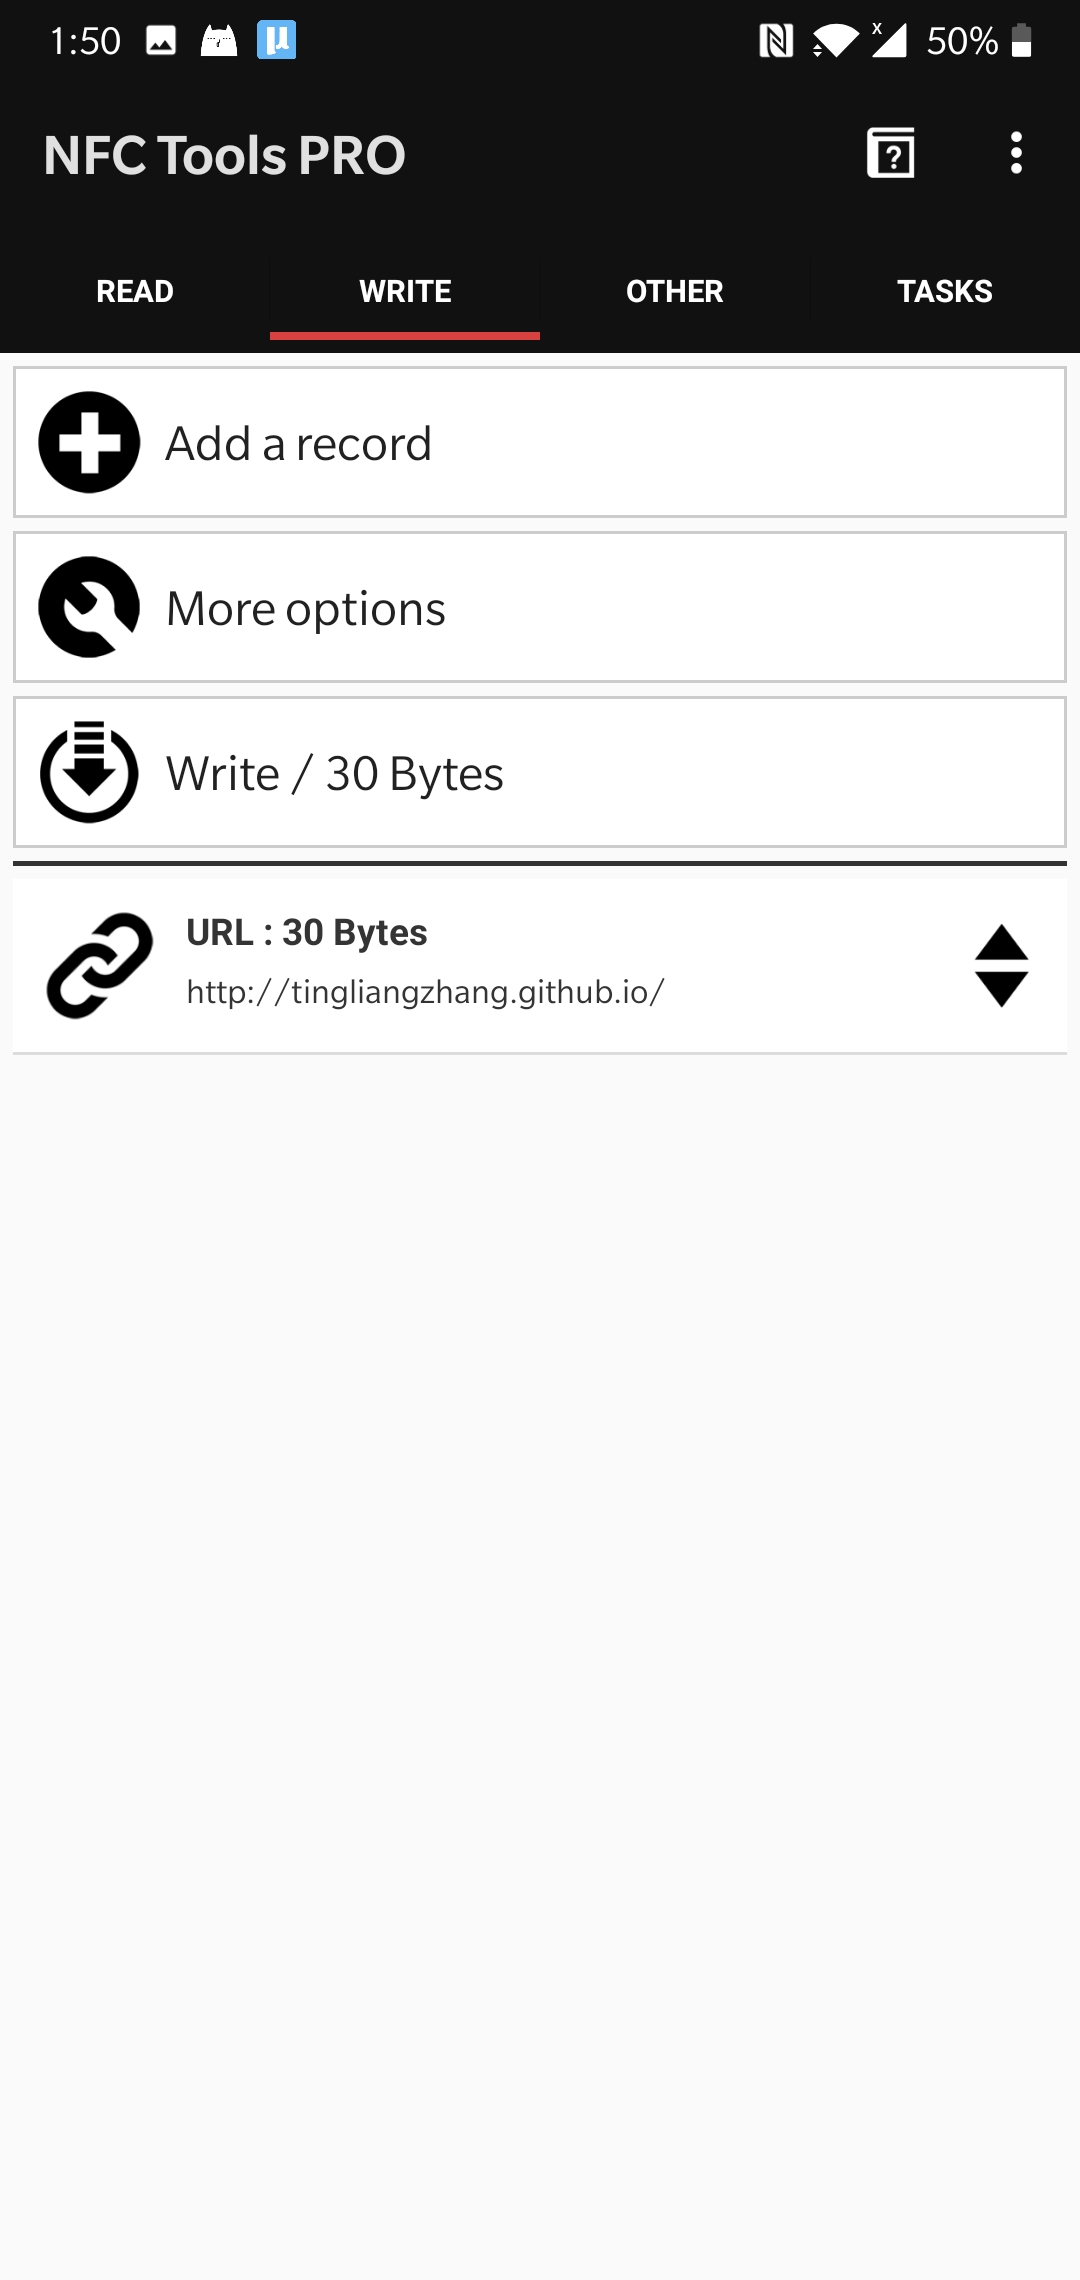 1:50 50%
NFC Tools PRO
READ WRITE OTHER TASKS
Add a record
More options
Write / 30 Bytes
URL : 30 Bytes
http://tingliangzhang.github.io/